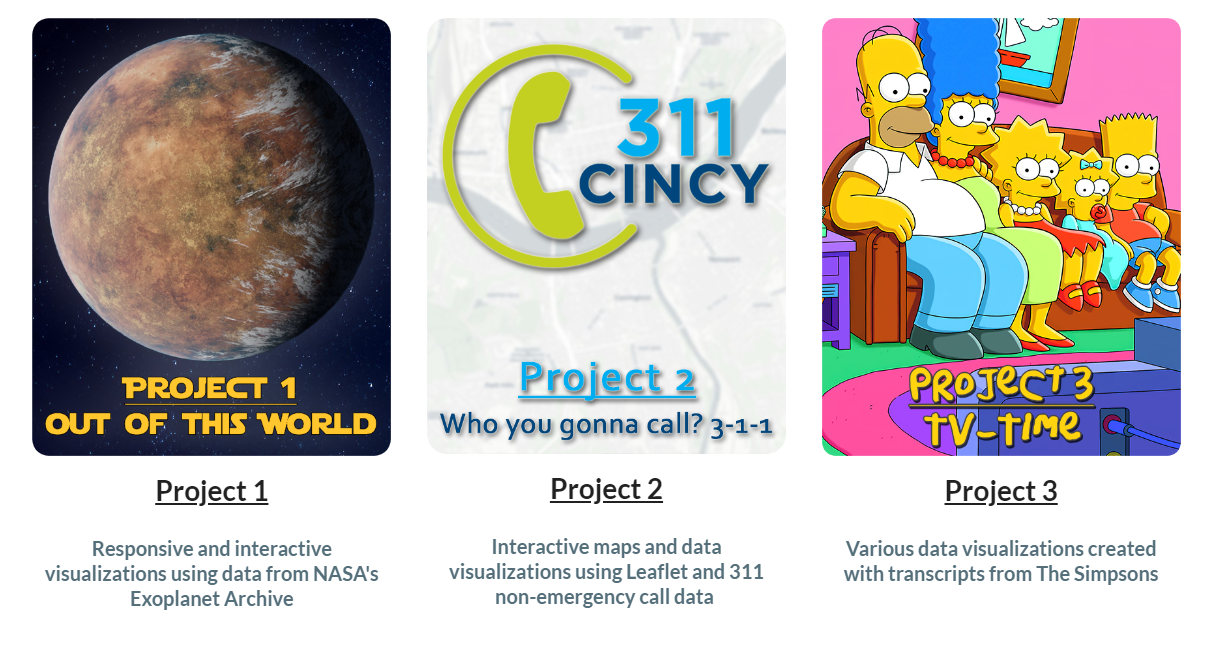 PROJECT 1
OUT OF THIS WORLD
311
CINCY
Project 2
Who you gonna call? 3-1-1
PROJECT 3
TV-TIME
Project 1
Responsive and interactive
visualizations using data from NASA's
Exoplanet Archive
Project 2
Interactive maps and data
visualizations using Leaflet and 311
non-emergency call data
Project 3
Various data visualizations created
with transcripts from The Simpsons